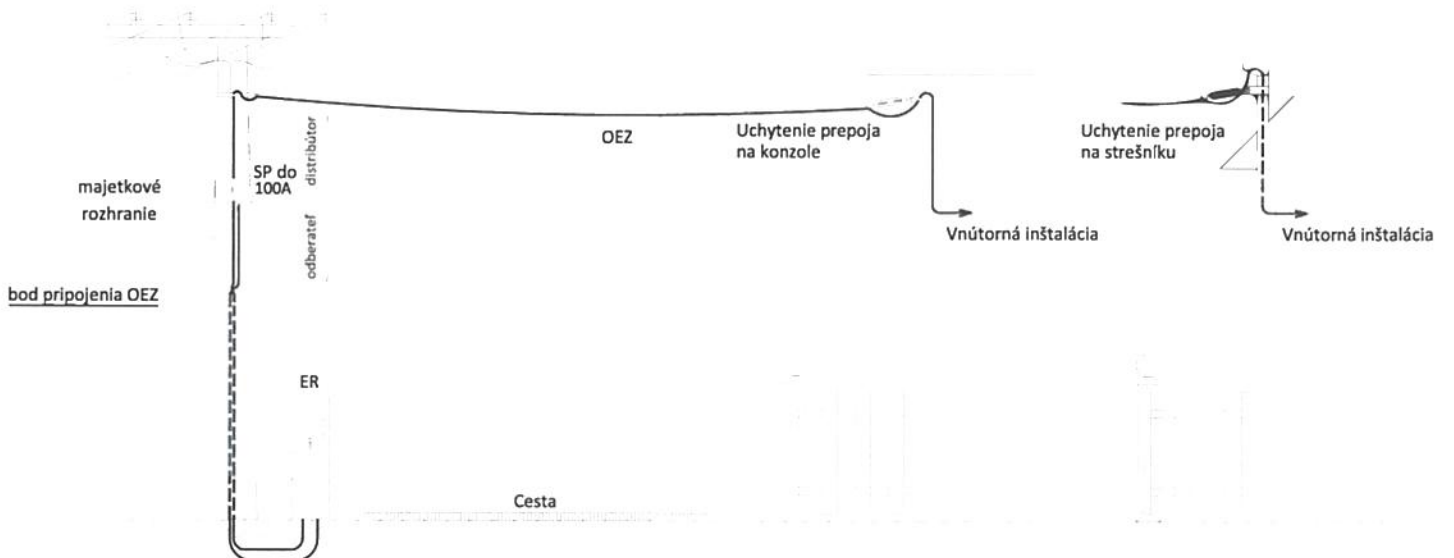 OEZ
Uchytenie prepoja
na konzole
Uchytenie prepoja
na strešníku
distribútor
SP do
100A
majetkové
rozhranie
odberateľ
Vnútorná inštalácia
Vnútorná inštalácia
bod pripojenia OEZ
ER
Cesta